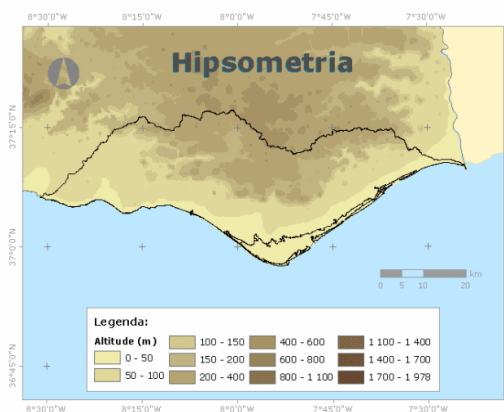 8°30'0"W 8°15'0"W 8°0'0"W 7°45'0"W 7°30'0"W
Hipsometria
37°15'0"N
37°0'0"N
36°45'0"N
km
0 5 10 20
Legenda:
Altitude (m)
0 - 50
50 - 100
100 - 150
150 - 200
200 - 400
400 - 600
600 - 800
800 - 1 100
1 100 - 1 400
1 400 - 1 700
1 700 - 1 978
8°30'0"W 8°15'0"W 8°0'0"W 7°45'0"W 7°30'0"W